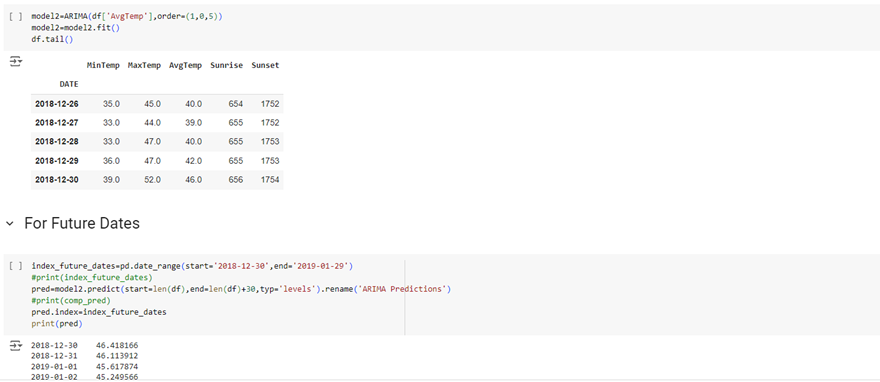 [ ] model2=ARIMA(df['AvgTemp'],order=(1,0,5))
model2=model2.fit()
df.tail()
MinTemp MaxTemp AvgTemp Sunrise Sunset
DATE
2018-12-26 35.0 45.0 40.0 654 1752
2018-12-27 33.0 44.0 39.0 655 1752
2018-12-28 33.0 47.0 40.0 655 1753
2018-12-29 36.0 47.0 42.0 655 1753
2018-12-30 39.0 52.0 46.0 656 1754
For Future Dates
[ ] index_future_dates=pd.date_range(start='2018-12-30',end='2019-01-29')
#print(index_future_dates)
pred=model2.predict(start=len(df),end=len(df)+30,typ='levels').rename('ARIMA Predictions')
#print(comp_pred)
pred.index=index_future_dates
print(pred)
2018-12-30 46.418166
2018-12-31 46.113912
2019-01-01 45.617874
2019-01-02 45.249566